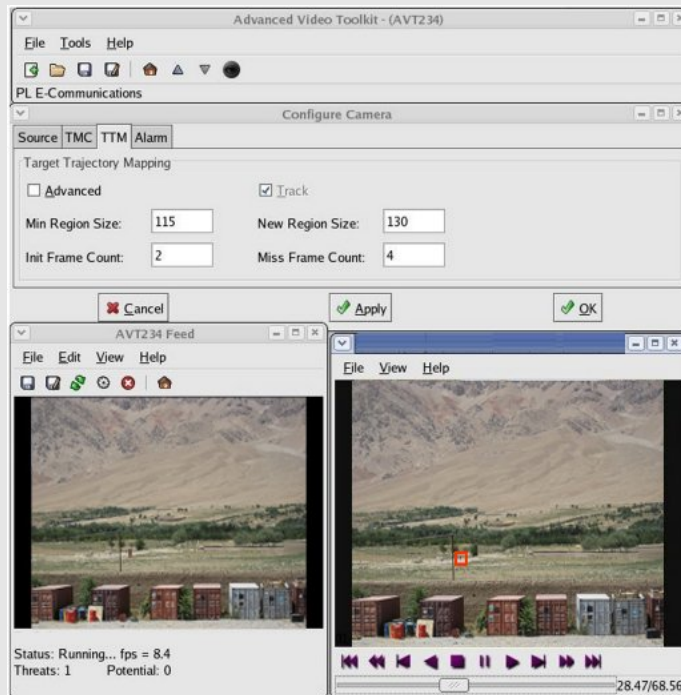 Advanced Video Toolkit - (AVT234)
File Tools Help
PL E-Communications
Configure Camera
Source TMC TTM Alarm
Target Trajectory Mapping
Advanced Track
Min Region Size: 115 New Region Size: 130
Init Frame Count: 2 Miss Frame Count: 4
Cancel Apply OK
AVT234 Feed
File Edit View Help
Status: Running... fps = 8.4
Threats: 1 Potential: 0
File View Help
28.47/68.56